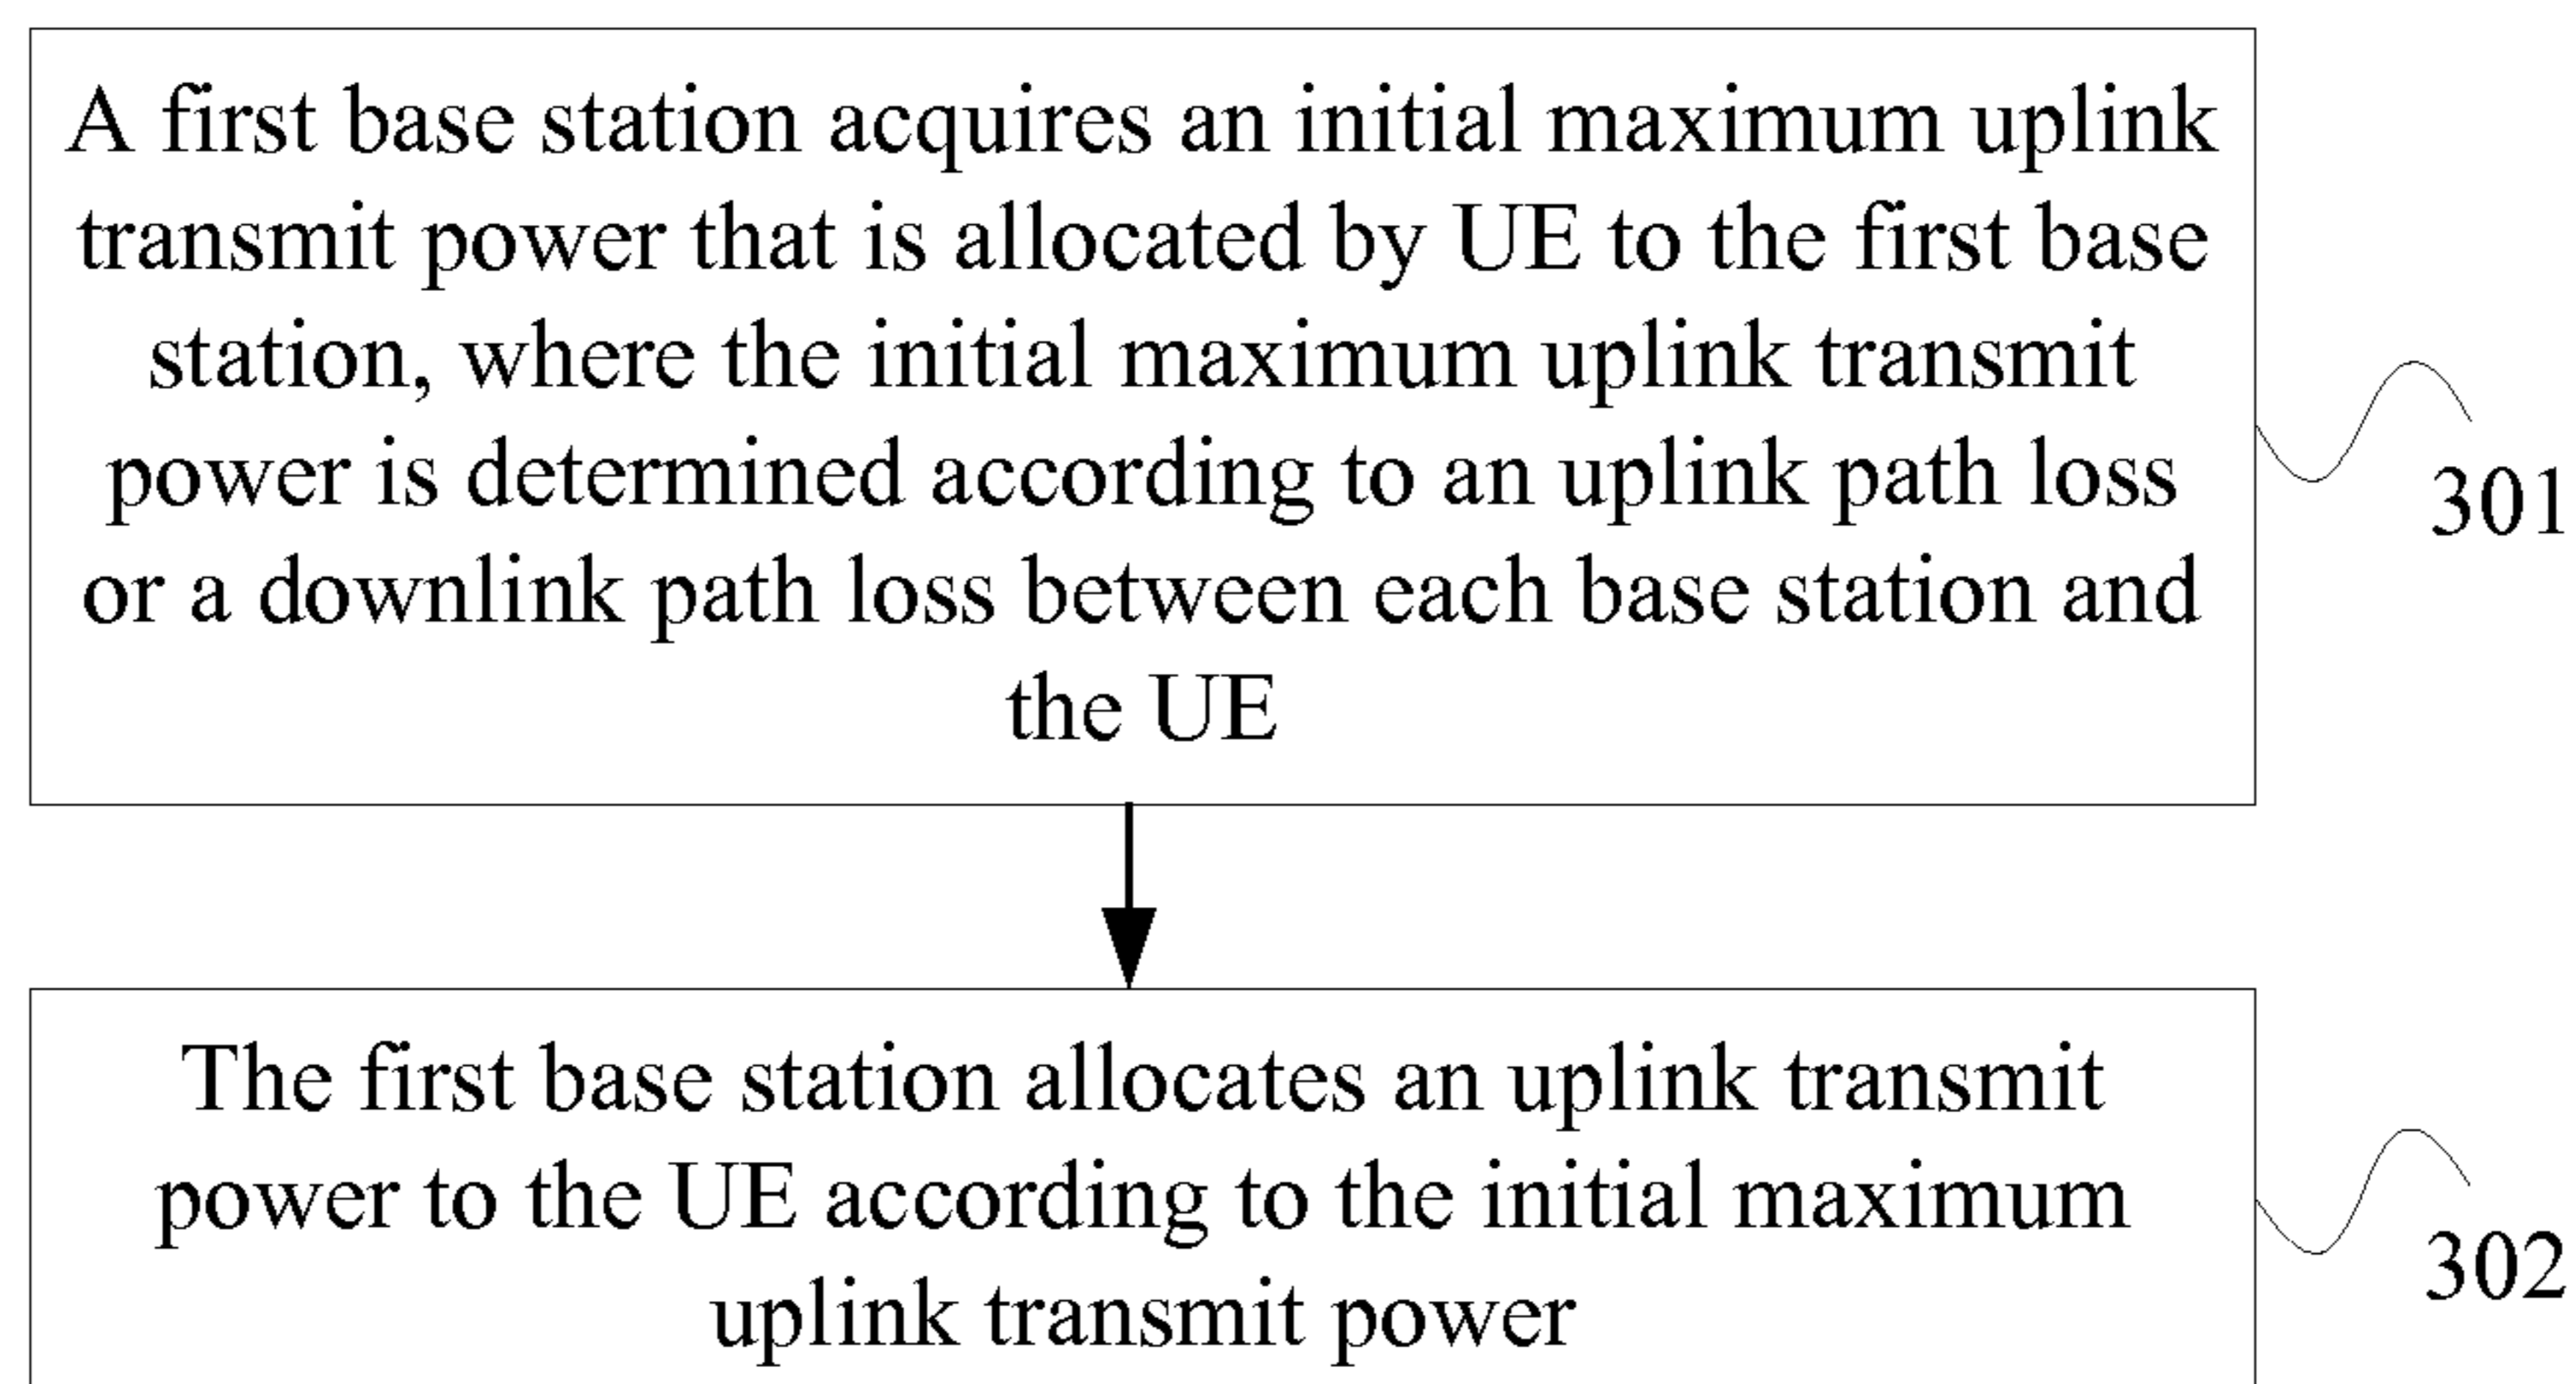 A first base station acquires an initial maximum uplink
transmit power that is allocated by UE to the first base
station, where the initial maximum uplink transmit
power is determined according to an uplink path loss
or a downlink path loss between each base station and
the UE
301
The first base station allocates an uplink transmit
power to the UE according to the initial maximum
uplink transmit power
302